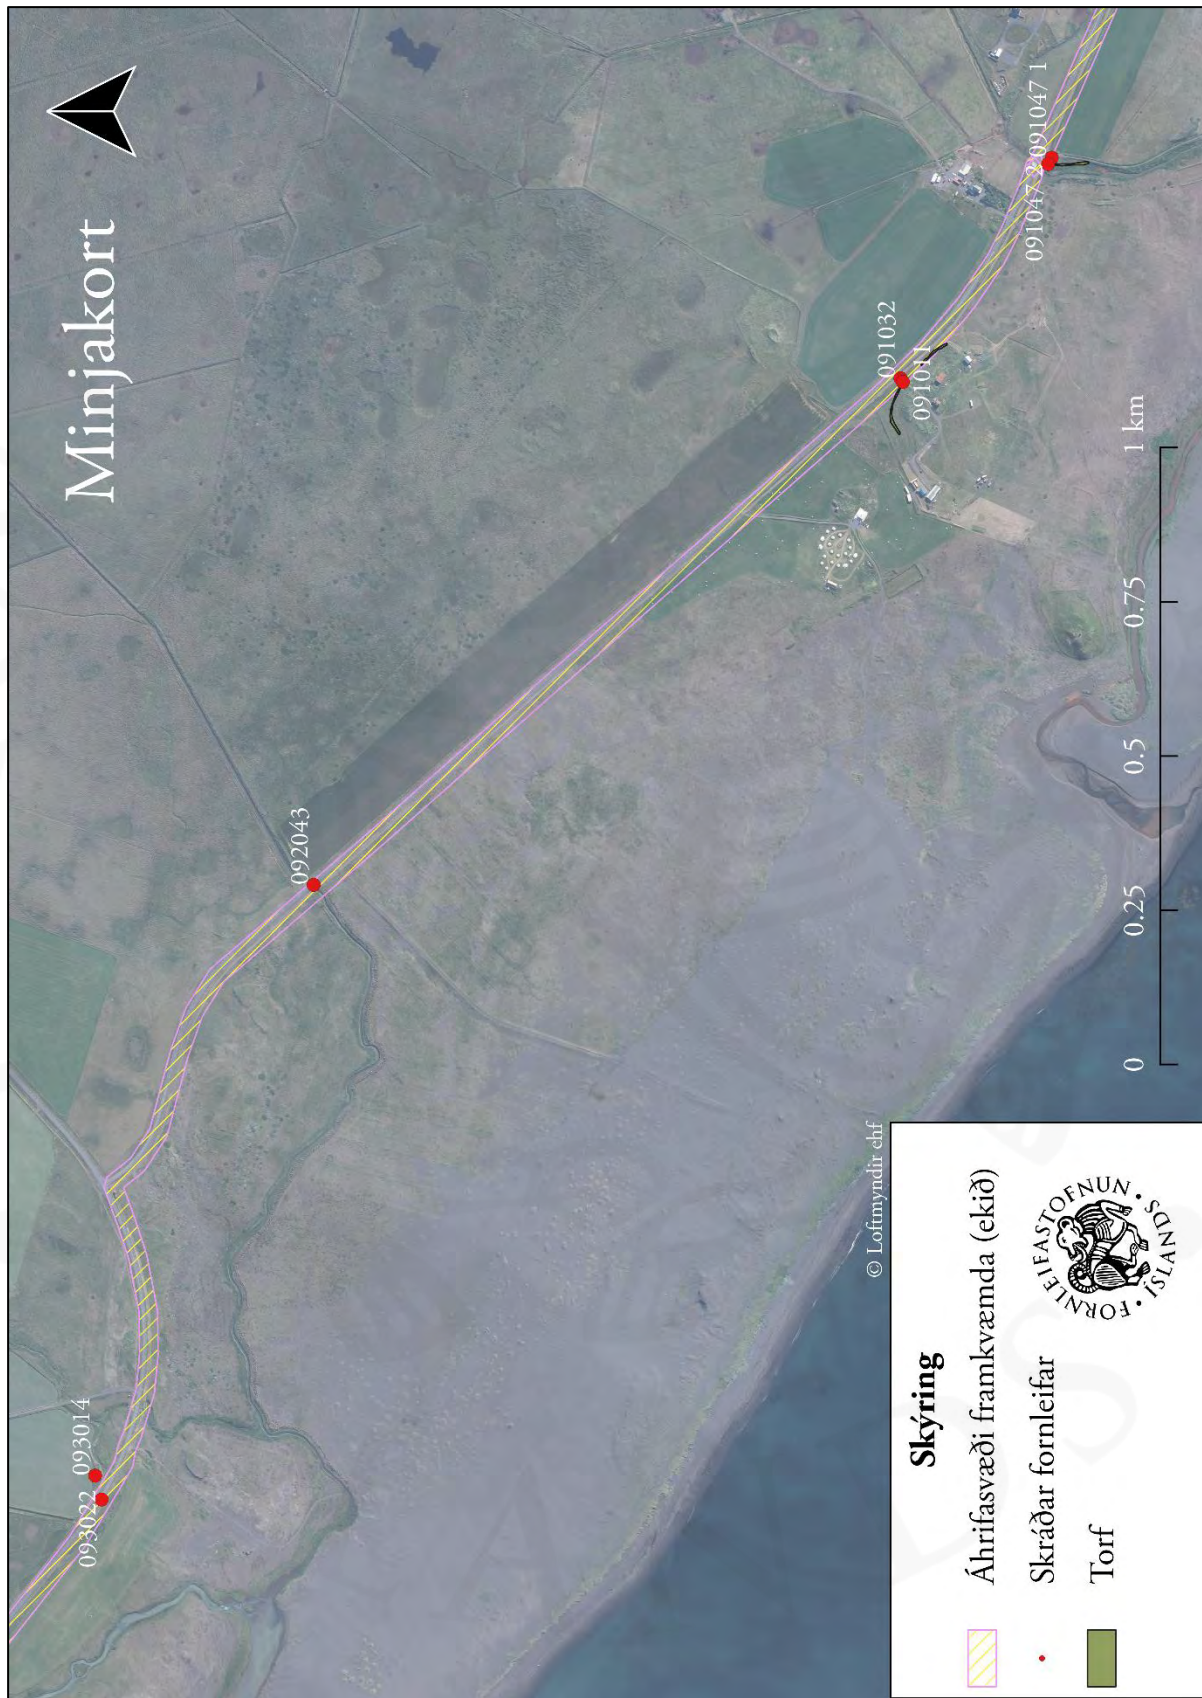 Minjakort
093022
093014
092043
091032
091011
091047 2
091047 1
© Loftmyndir ehf
0
0.25
0.5
0.75
1 km
Skýring
Áhrifasvæði framkvæmda (ekið)
Skráðar fornleifar
Torf
FORNLEIFASTOFNUN • ÍSLANDS •